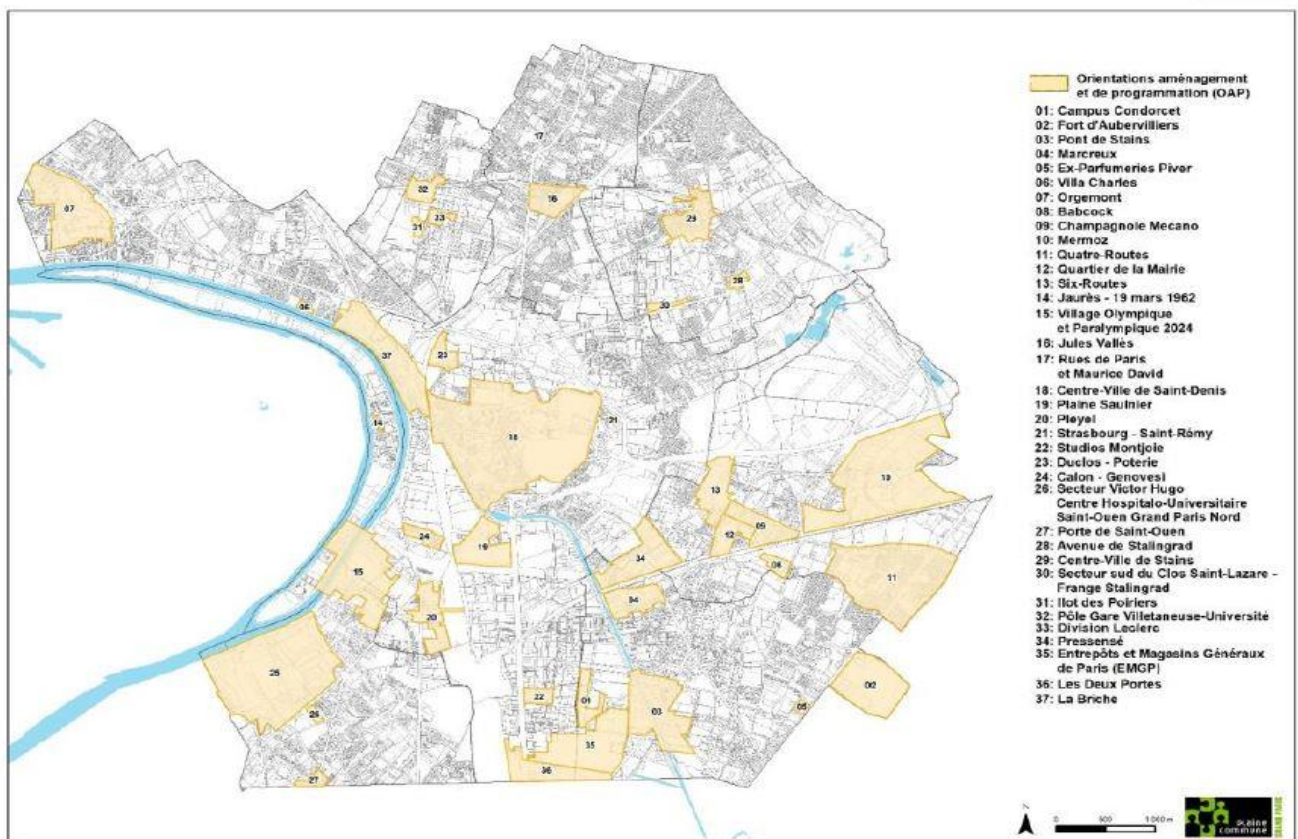 Orientations aménagement
et de programmation (OAP)
01: Campus Condorcet
02: Fort d'Aubervilliers
03: Pont de Stains
04: Marcreux
05: Ex-Parfumeries Piver
06: Villa Charles
07: Orgemont
08: Babcock
09: Champagnole Mecano
10: Mermoz
11: Quatre-Routes
12: Quartier de la Mairie
13: Six-Routes
14: Jaurès - 19 mars 1962
15: Village Olympique
et Paralympique 2024
16: Jules Vallès
17: Rues de Paris
et Maurice David
18: Centre-Ville de Saint-Denis
19: Plaine Saulnier
20: Pleyel
21: Strasbourg - Saint-Rémy
22: Studios Montjoie
23: Duclos - Poterie
24: Calon - Genovesi
26: Secteur Victor Hugo
Centre Hospitalo-Universitaire
Saint-Ouen Grand Paris Nord
27: Porte de Saint-Ouen
28: Avenue de Stalingrad
29: Centre-Ville de Stains
30: Secteur sud du Clos Saint-Lazare -
Frange Stalingrad
31: Ilot des Poiriers
32: Pôle Gare Villetaneuse-Université
33: Division Leclerc
34: Pressensé
35: Entrepôts et Magasins Généraux
de Paris (EMGP)
36: Les Deux Portes
37: La Briche
17
32
16
29
07
33
31
28
30
06
37
23
14
18
21
10
13
09
12
24
19
34
08
11
15
04
20
02
22
01
03
05
35
36
27
N
0
500
1 000 m
plaine
commune
GRAND PARIS